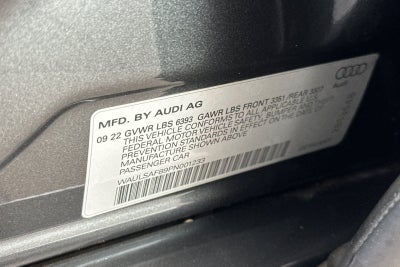 MFD. BY AUDI AG
09 22 GVWR LBS 6393 GAWR LBS FRONT 3351 /REAR 3307
THIS VEHICLE CONFORMS TO ALL APPLICABLE
FEDERAL MOTOR VEHICLE SAFETY, BUMPER AND THEFT
PREVENTION STANDARDS IN EFFECT ON THE DATE OF
MANUFACTURE SHOWN ABOVE
PASSENGER CAR
WAULSAF89PN001233
Audi